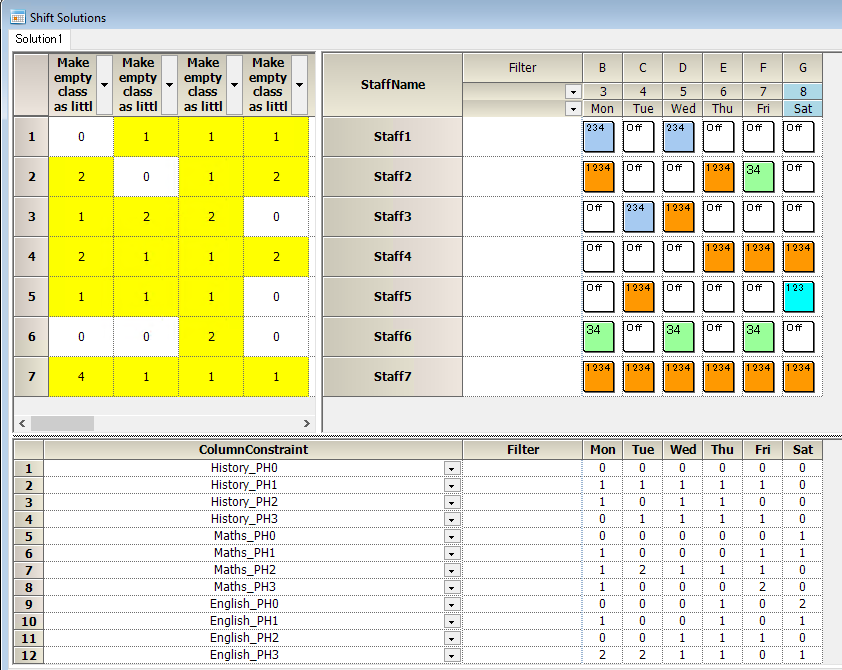 Shift Solutions
Solution1
Make empty class as littl Make empty class as littl Make empty class as littl Make empty class as littl StaffName Filter B C D E F G
3 4 5 6 7 8
Mon Tue Wed Thu Fri Sat
1 0 1 1 1 Staff1 234 Off 234 Off Off Off
2 2 0 1 2 Staff2 1234 Off Off 1234 34 Off
3 1 2 2 0 Staff3 Off 234 1234 Off Off Off
4 2 1 1 2 Staff4 Off Off Off 1234 1234 1234
5 1 1 1 0 Staff5 Off 1234 Off Off Off 123
6 0 0 2 0 Staff6 34 Off 34 Off 34 Off
7 4 1 1 1 Staff7 1234 1234 1234 1234 1234 1234
ColumnConstraint Filter Mon Tue Wed Thu Fri Sat
1 History_PH0 0 0 0 0 0 0
2 History_PH1 1 1 1 1 1 0
3 History_PH2 1 0 1 1 0 0
4 History_PH3 0 1 1 1 1 0
5 Maths_PH0 0 0 0 0 0 1
6 Maths_PH1 1 0 0 0 1 1
7 Maths_PH2 1 2 1 1 1 0
8 Maths_PH3 1 0 0 0 2 0
9 English_PH0 0 0 0 1 0 2
10 English_PH1 1 0 0 1 0 1
11 English_PH2 0 0 1 1 1 0
12 English_PH3 2 2 1 1 0 1